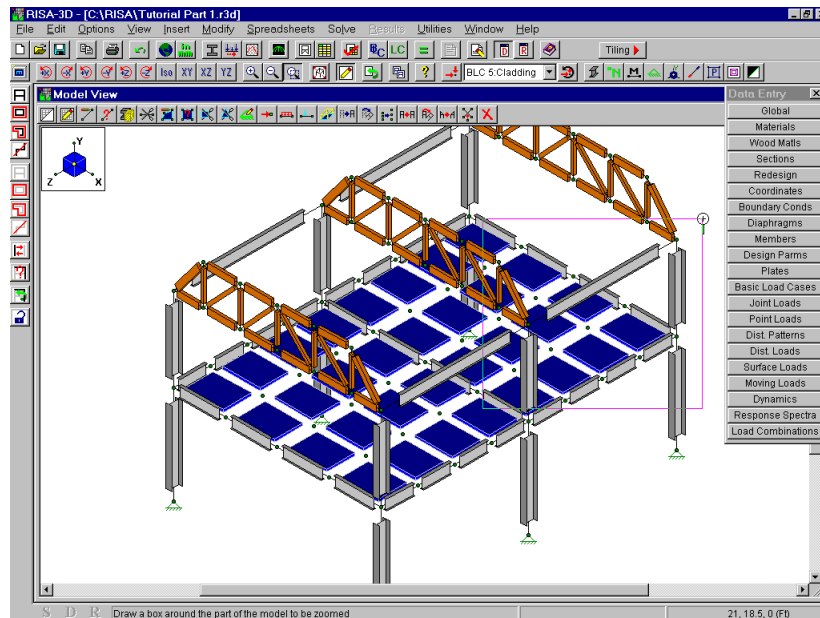 RISA-3D - [C:\RISA\Tutorial Part 1.r3d]
File Edit Options View Insert Modify Spreadsheets Solve Results Utilities Window Help
BC LC = D R Tiling
Iso XY XZ YZ ? BLC 5:Cladding P
Model View
Data Entry
Global
Materials
Wood Matls
Sections
Redesign
Coordinates
Boundary Conds
Diaphragms
Members
Design Parms
Plates
Basic Load Cases
Joint Loads
Point Loads
Dist. Patterns
Dist. Loads
Surface Loads
Moving Loads
Dynamics
Response Spectra
Load Combinations
Y
Z X
S D R Draw a box around the part of the model to be zoomed 21, 18.5, 0 (Ft)